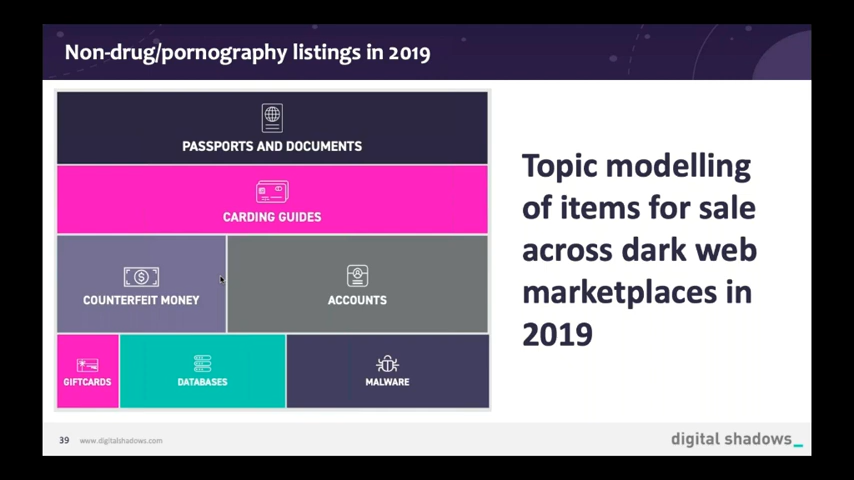 Non-drug/pornography listings in 2019
PASSPORTS AND DOCUMENTS
CARDING GUIDES
COUNTERFEIT MONEY
ACCOUNTS
GIFTCARDS
DATABASES
MALWARE
Topic modelling
of items for sale
across dark web
marketplaces in
2019
39 www.digitalshadows.com
digital shadows_